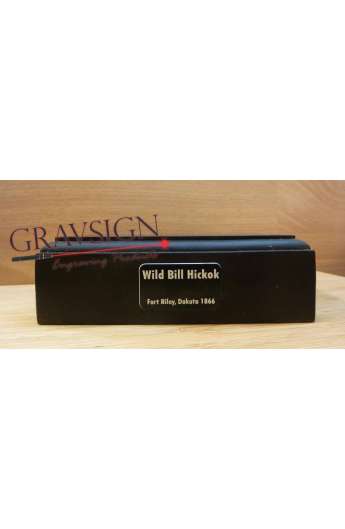 GRAVSIGN
Engraving Products
Wild Bill Hickok
Fort Riley, Dakota 1866